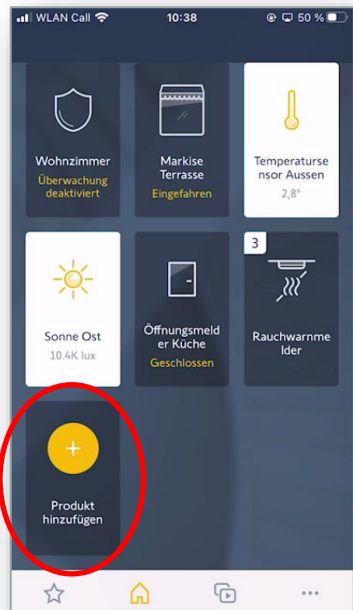 WLAN Call 10:38 50 %
Wohnzimmer
Überwachung
deaktiviert
Markise
Terrasse
Eingefahren
Temperaturse
nsor Aussen
2,8°
Sonne Ost
10.4K lux
Öffnungsmeld
er Küche
Geschlossen
3
Rauchwarnme
lder
Produkt
hinzufügen